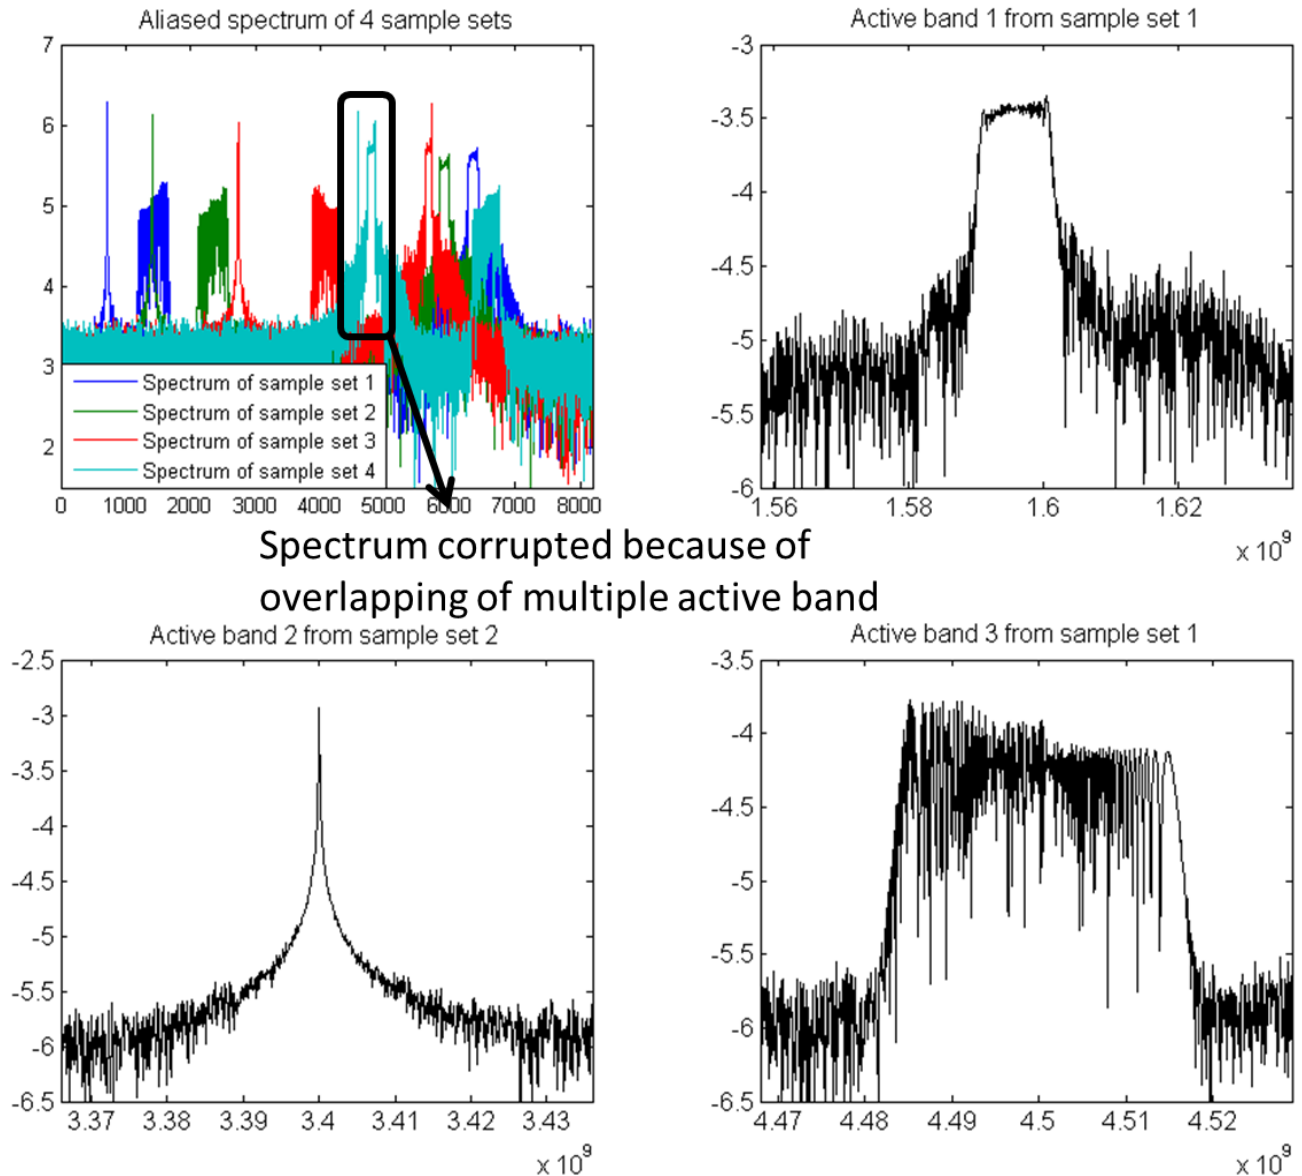 Aliased spectrum of 4 sample sets
7
6
5
4
3
2
Spectrum of sample set 1
Spectrum of sample set 2
Spectrum of sample set 3
Spectrum of sample set 4
0 1000 2000 3000 4000 5000 6000 7000 8000
Active band 1 from sample set 1
-3
-3.5
-4
-4.5
-5
-5.5
-6
1.56 1.58 1.6 1.62
x 10^9
Spectrum corrupted because of
overlapping of multiple active band
Active band 2 from sample set 2
-2.5
-3
-3.5
-4
-4.5
-5
-5.5
-6
-6.5
3.37 3.38 3.39 3.4 3.41 3.42 3.43
x 10^9
Active band 3 from sample set 1
-3.5
-4
-4.5
-5
-5.5
-6
-6.5
4.47 4.48 4.49 4.5 4.51 4.52
x 10^9